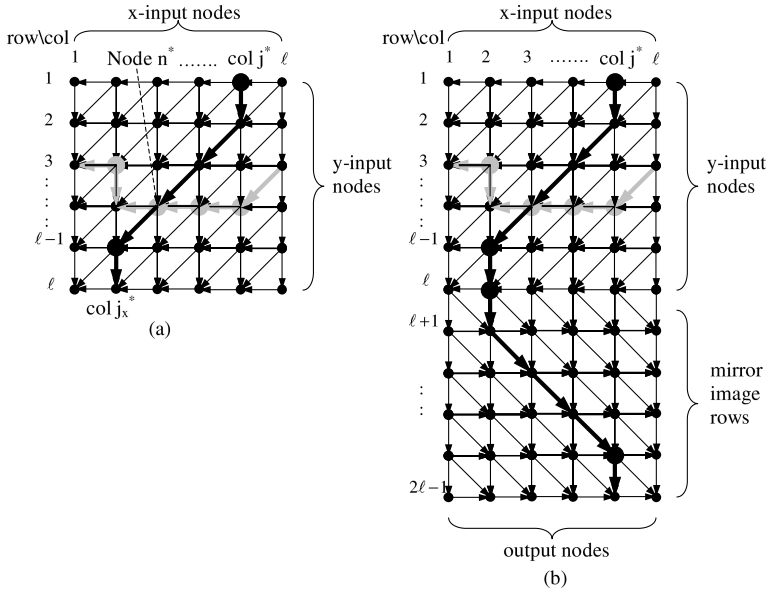 x-input nodes
row\col
1 Node n* ....... col j* ℓ
1
2
3
:
:
ℓ−1
ℓ
y-input
nodes
col jₓ*
(a)
x-input nodes
row\col
1 2 3 ....... col j* ℓ
1
2
3
:
:
ℓ−1
ℓ
ℓ+1
:
:
2ℓ−1
y-input
nodes
mirror
image
rows
output nodes
(b)